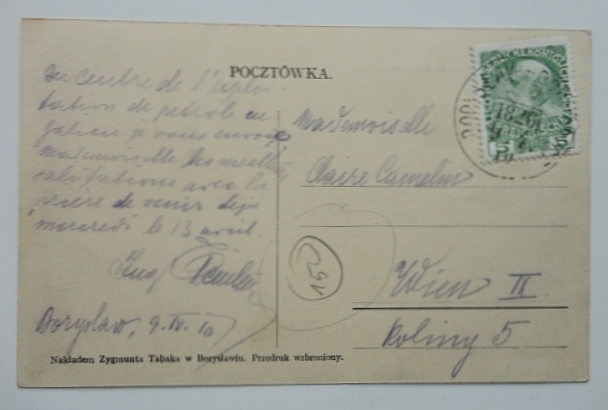 POCZTÓWKA.
Du centre de l'exploi-
tation de pétrole en
Galicie je vous envoie
Mademoiselle les meilleu
salutations avec la
prière de venir déjà
mercredi le 13 avril.
Boryslaw, 9. IV. 10
Mademoiselle
Claire Camelin
Wien II
5
150
Nakładem Zygmunta Tabaka w Borysławiu. Przedruk wzbroniony.